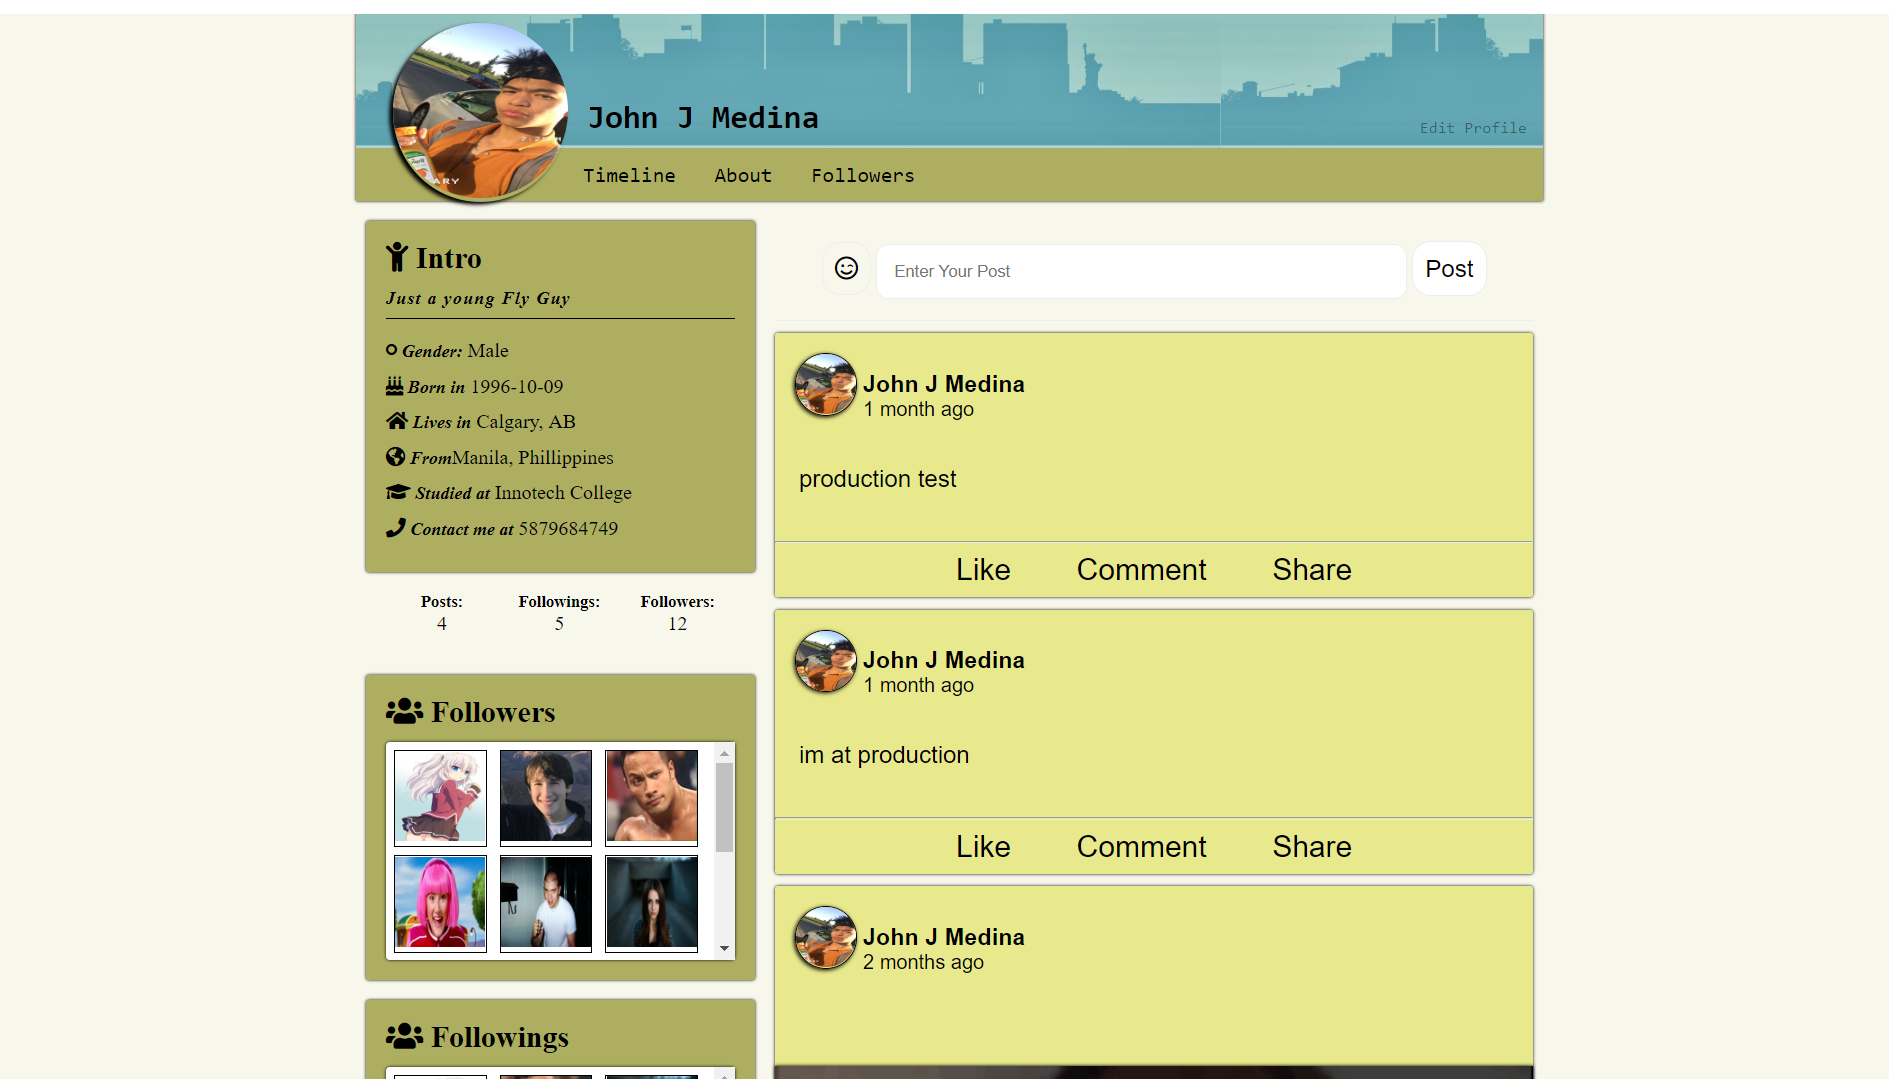 John J Medina
Edit Profile
Timeline About Followers
Intro
Just a young Fly Guy
Gender: Male
Born in 1996-10-09
Lives in Calgary, AB
FromManila, Phillippines
Studied at Innotech College
Contact me at 5879684749
Posts: Followings: Followers:
4 5 12
Followers
Followings
Enter Your Post
Post
John J Medina
1 month ago
production test
Like Comment Share
John J Medina
1 month ago
im at production
Like Comment Share
John J Medina
2 months ago